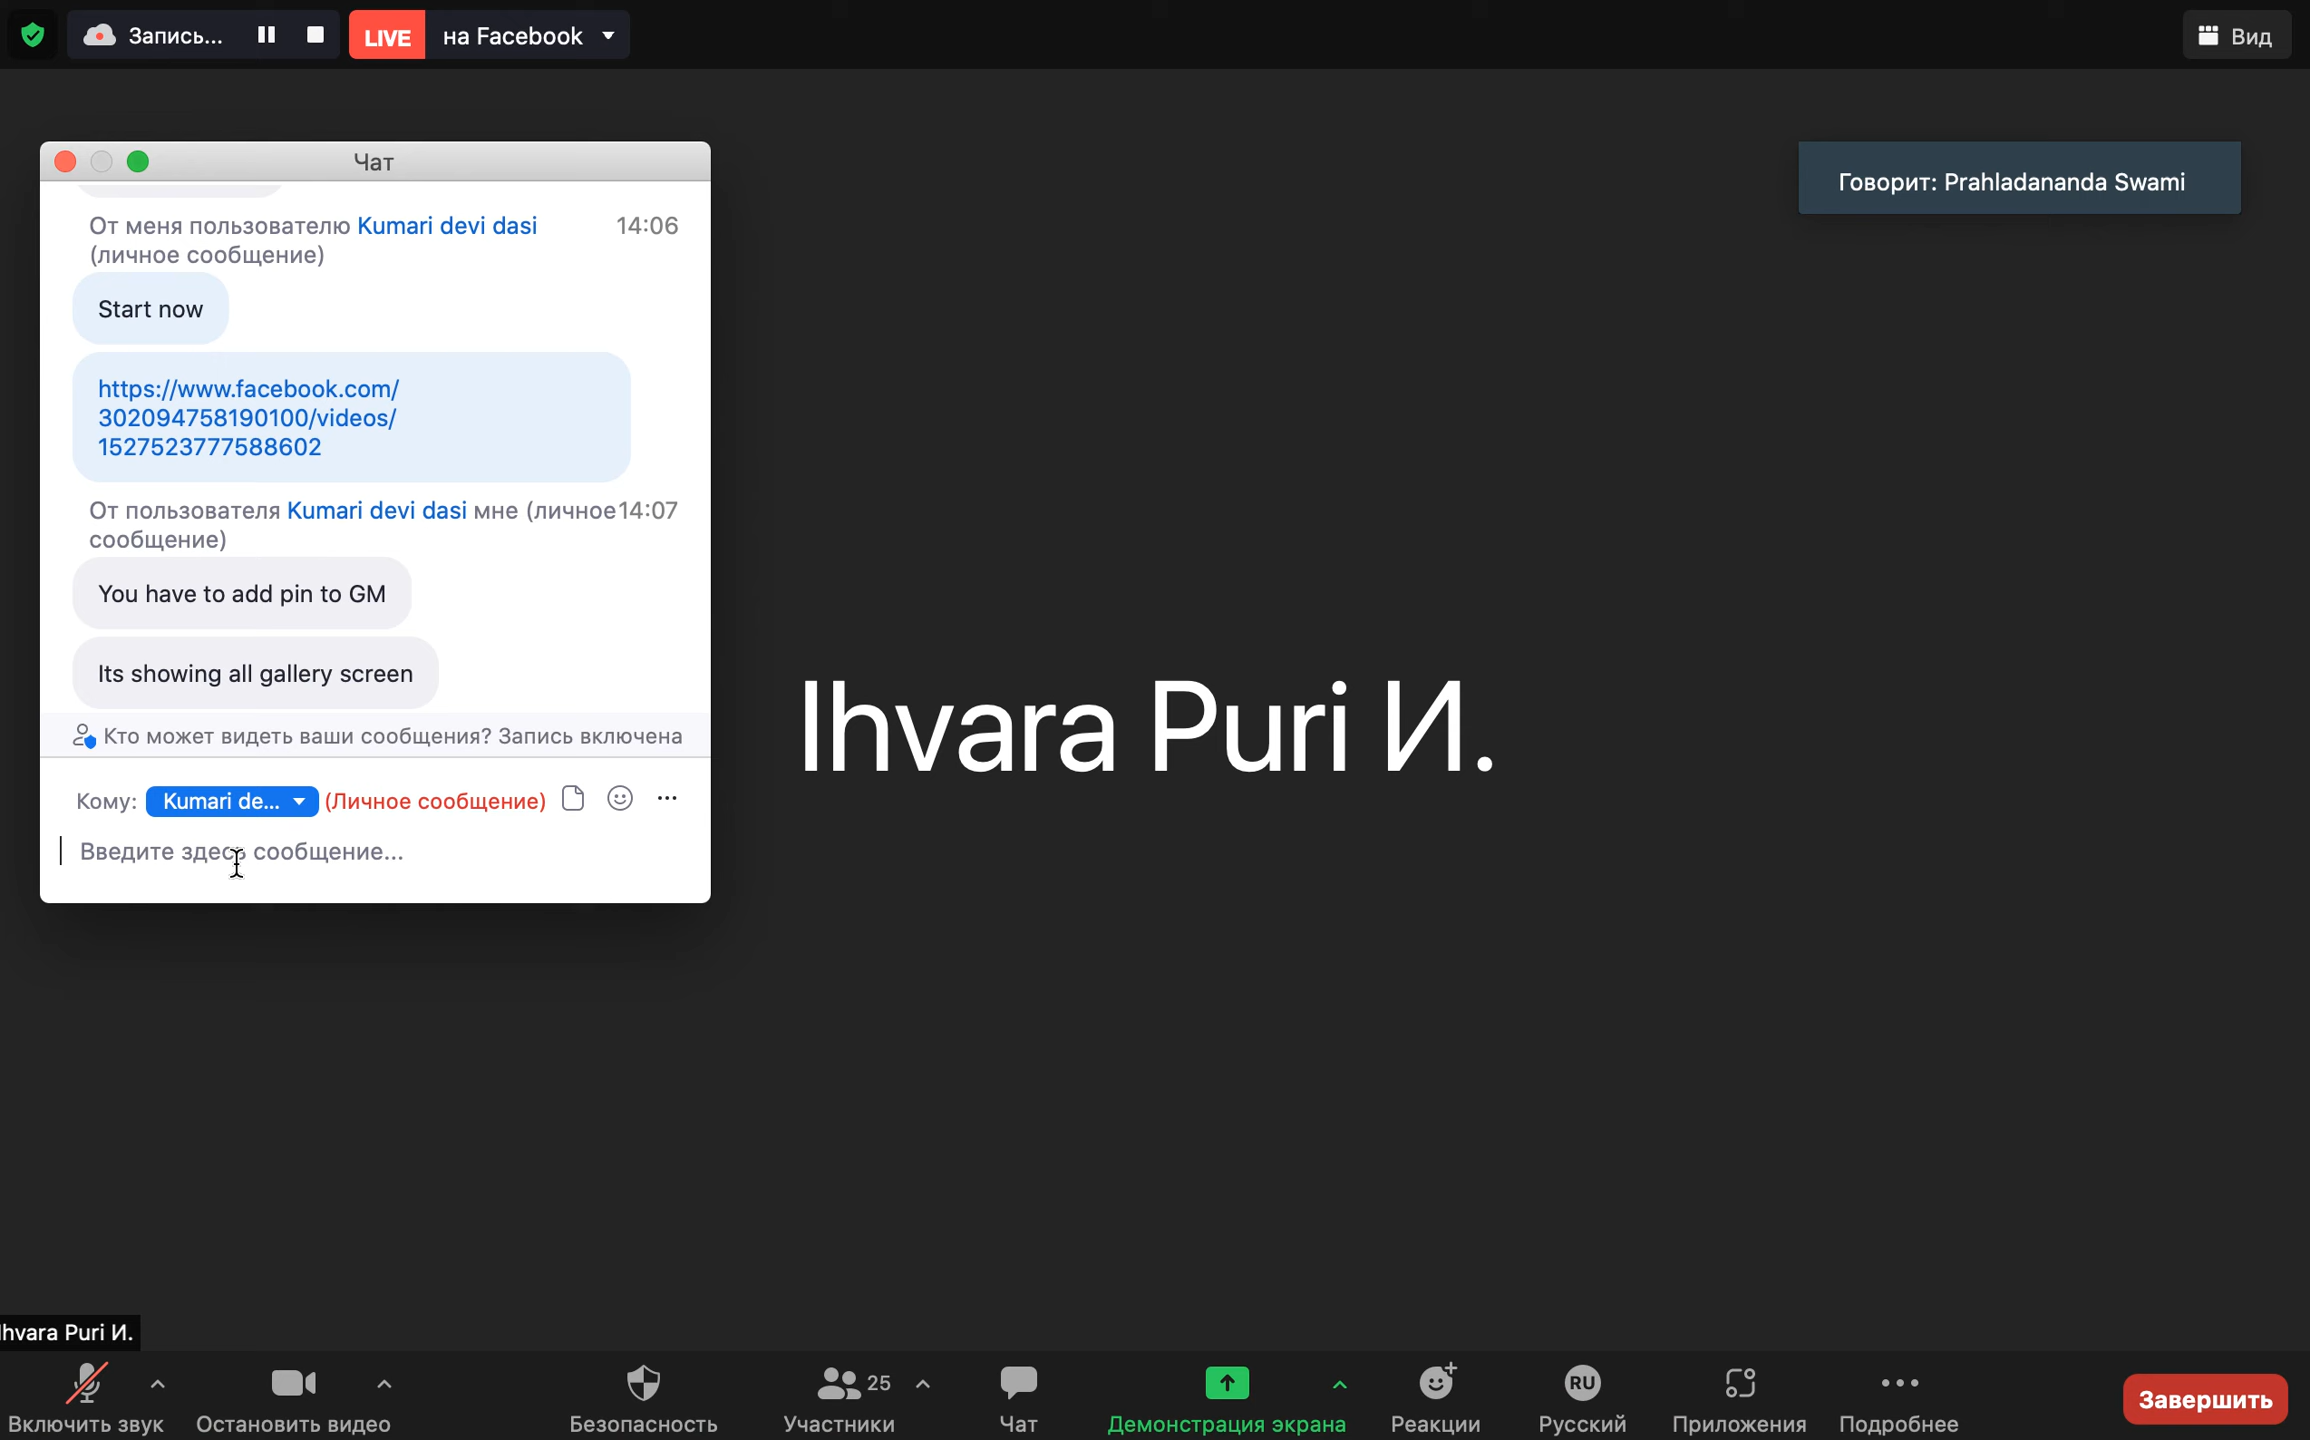 Запись...
LIVE на Facebook
Вид
Чат
Говорит: Prahladananda Swami
От меня пользователю Kumari devi dasi 14:06
(личное сообщение)
Start now
https://www.facebook.com/
302094758190100/videos/
1527523777588602
От пользователя Kumari devi dasi мне (личное 14:07
сообщение)
You have to add pin to GM
Its showing all gallery screen
Кто может видеть ваши сообщения? Запись включена
Кому: Kumari de... (Личное сообщение)
Введите здесь сообщение...
Ihvara Puri И.
Ihvara Puri И.
25
RU
Включить звук
Остановить видео
Безопасность
Участники
Чат
Демонстрация экрана
Реакции
Русский
Приложения
Подробнее
Завершить